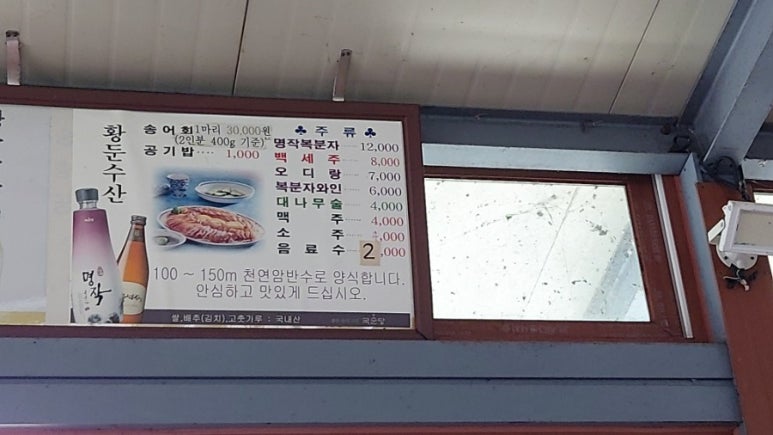 황둔수산
송어회 1마리 30,000원
(2인분 400g 기준)
공기밥 ···· 1,000
♣ 주 류 ♣
명작복분자 ···· 12,000
백세주 ···· 8,000
오디랑 ···· 7,000
복분자와인 ···· 6,000
대나무술 ···· 4,000
맥주 ···· 4,000
소주 ···· ,000
음료수 2,000
명작
100 ~ 150m 천연암반수로 양식합니다.
안심하고 맛있게 드십시오.
쌀,배추(김치),고춧가루 : 국내산
국순당